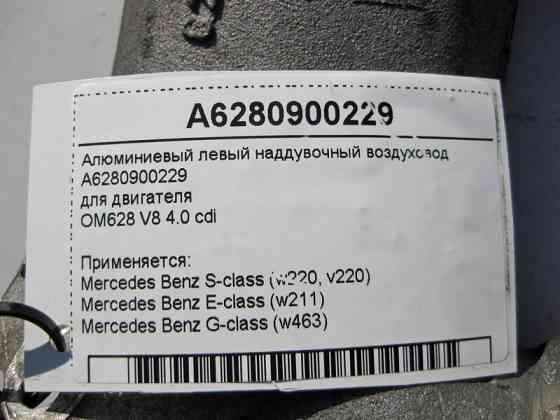 A6280900229
Алюминиевый левый наддувочный воздуховод
A6280900229
для двигателя
OM628 V8 4.0 cdi
Применяется:
Mercedes Benz S-class (w220, v220)
Mercedes Benz E-class (w211)
Mercedes Benz G-class (w463)